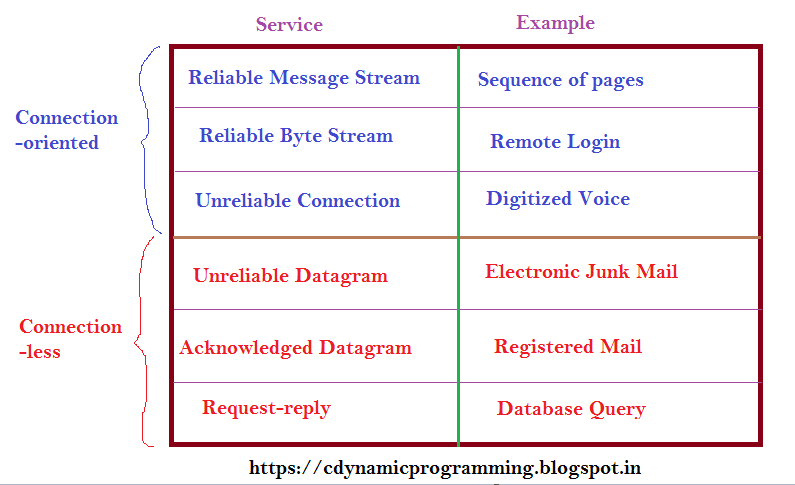 Service Example
Reliable Message Stream Sequence of pages
Connection
-oriented
Reliable Byte Stream Remote Login
Unreliable Connection Digitized Voice
Unreliable Datagram Electronic Junk Mail
Connection
-less
Acknowledged Datagram Registered Mail
Request-reply Database Query
https://cdynamicprogramming.blogspot.in